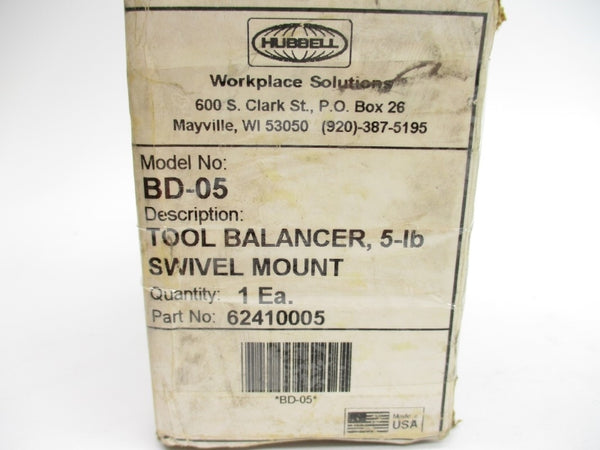 HUBBELL
Workplace Solutions
600 S. Clark St., P.O. Box 26
Mayville, WI 53050 (920)-387-5195
Model No:
BD-05
Description:
TOOL BALANCER, 5-lb
SWIVEL MOUNT
Quantity: 1 Ea.
Part No: 62410005
*BD-05*
Made in
USA